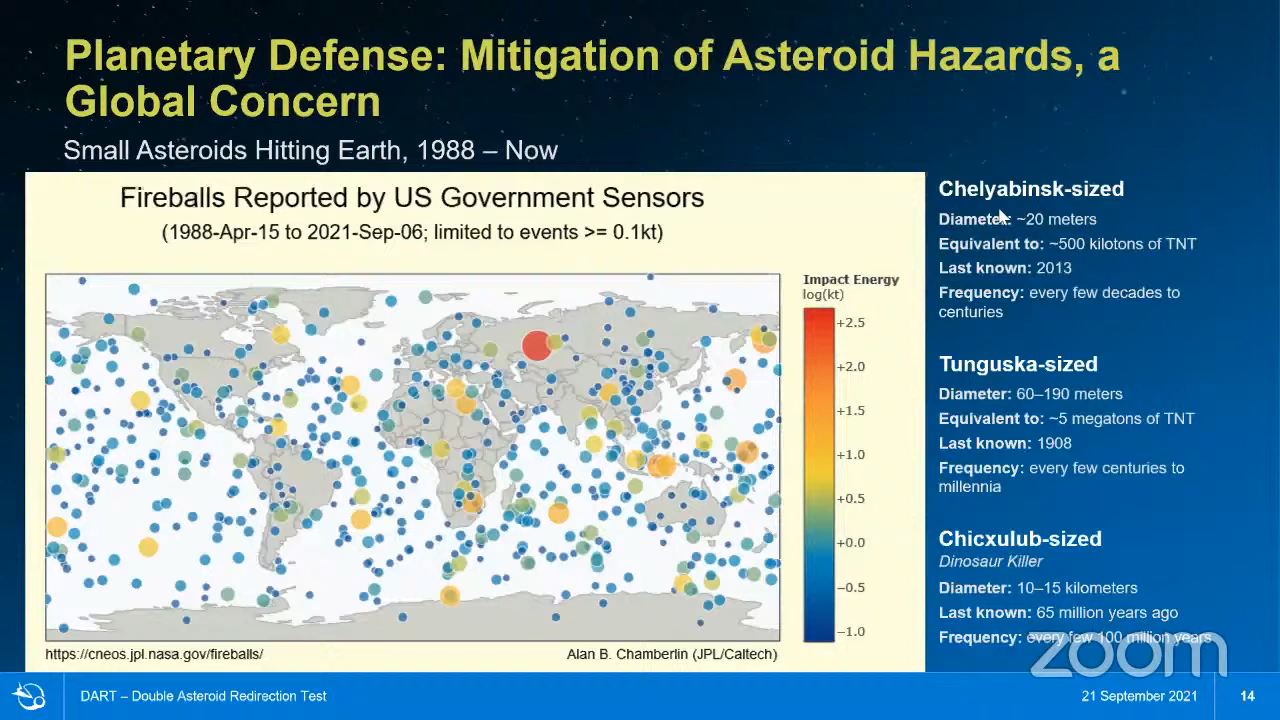 Planetary Defense: Mitigation of Asteroid Hazards, a
Global Concern
Small Asteroids Hitting Earth, 1988 – Now
Fireballs Reported by US Government Sensors
(1988-Apr-15 to 2021-Sep-06; limited to events >= 0.1kt)
Impact Energy
log(kt)
+2.5
+2.0
+1.5
+1.0
+0.5
+0.0
−0.5
−1.0
https://cneos.jpl.nasa.gov/fireballs/
Alan B. Chamberlin (JPL/Caltech)
Chelyabinsk-sized
Diameter: ~20 meters
Equivalent to: ~500 kilotons of TNT
Last known: 2013
Frequency: every few decades to
centuries
Tunguska-sized
Diameter: 60–190 meters
Equivalent to: ~5 megatons of TNT
Last known: 1908
Frequency: every few centuries to
millennia
Chicxulub-sized
Dinosaur Killer
Diameter: 10–15 kilometers
Last known: 65 million years ago
Frequency: every few 100 million years
zoom
DART – Double Asteroid Redirection Test
21 September 2021
14